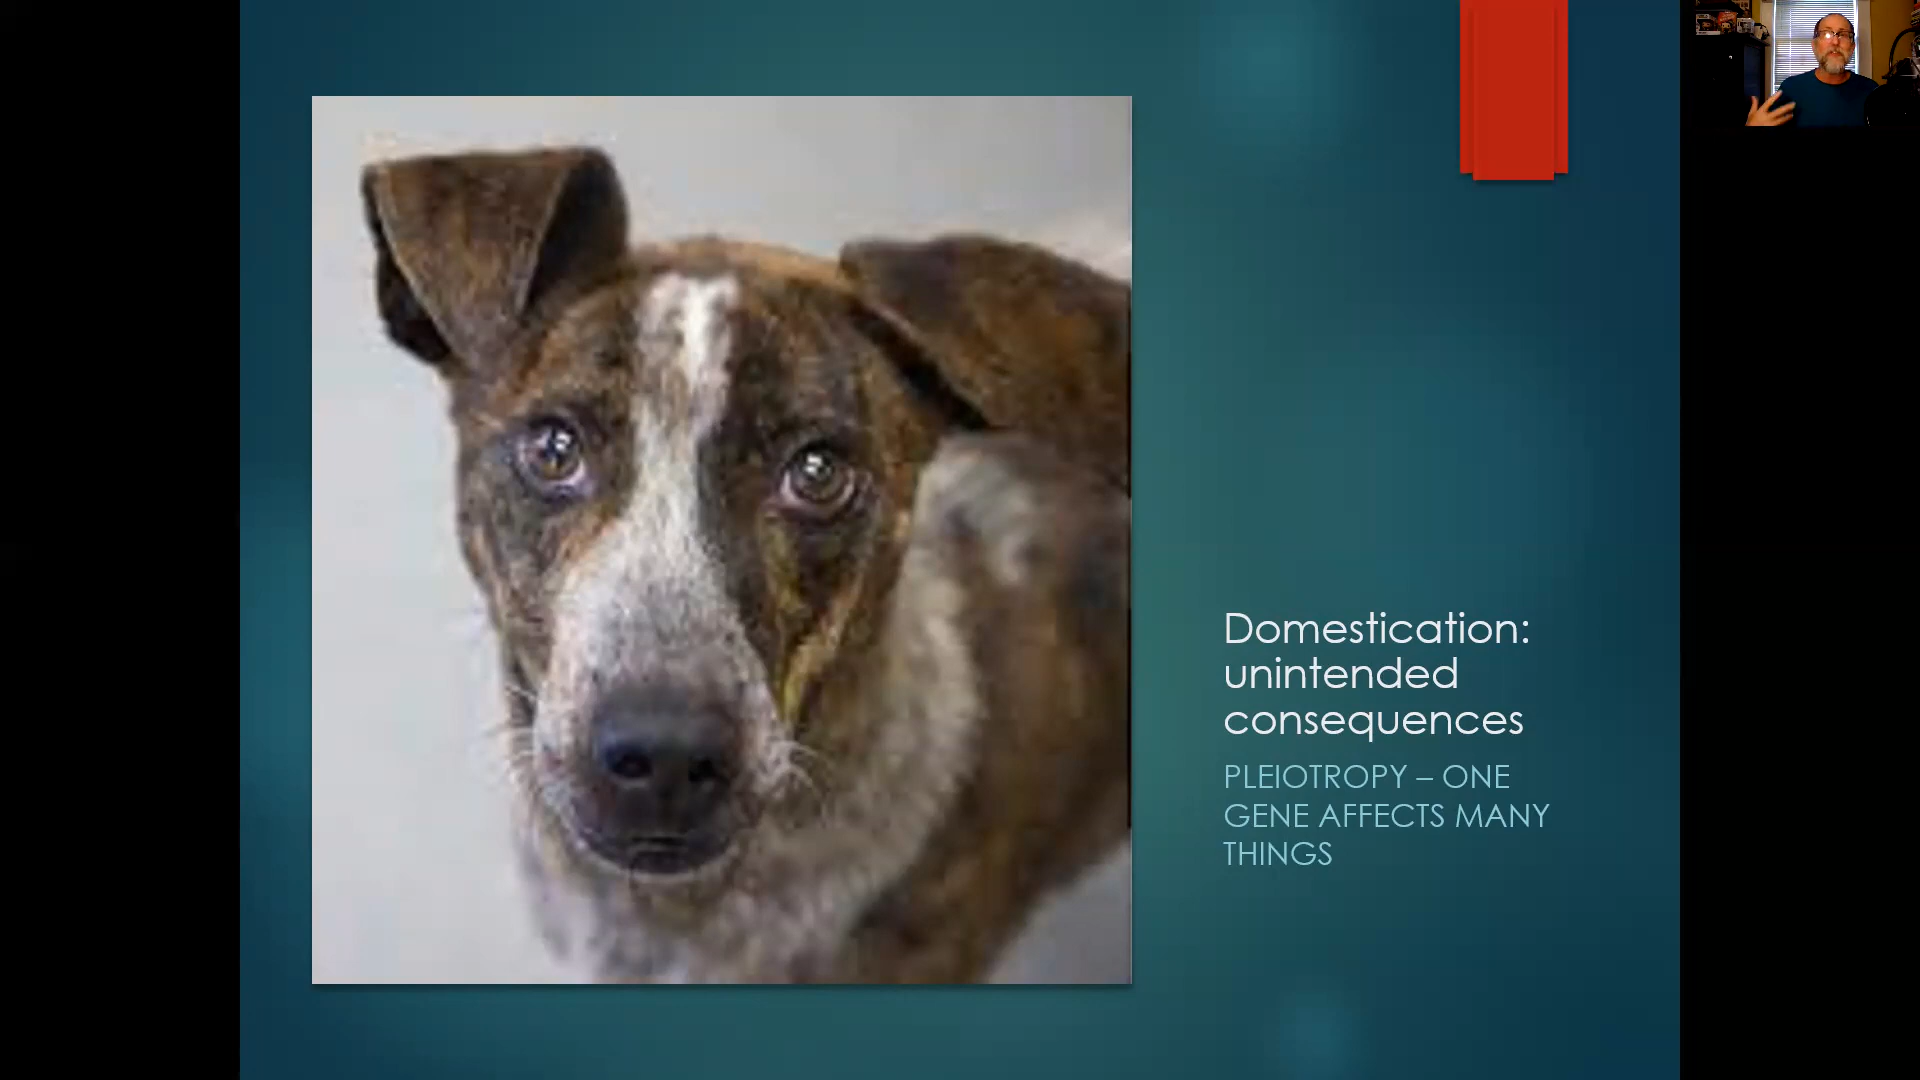 Domestication:
unintended
consequences
PLEIOTROPY – ONE
GENE AFFECTS MANY
THINGS